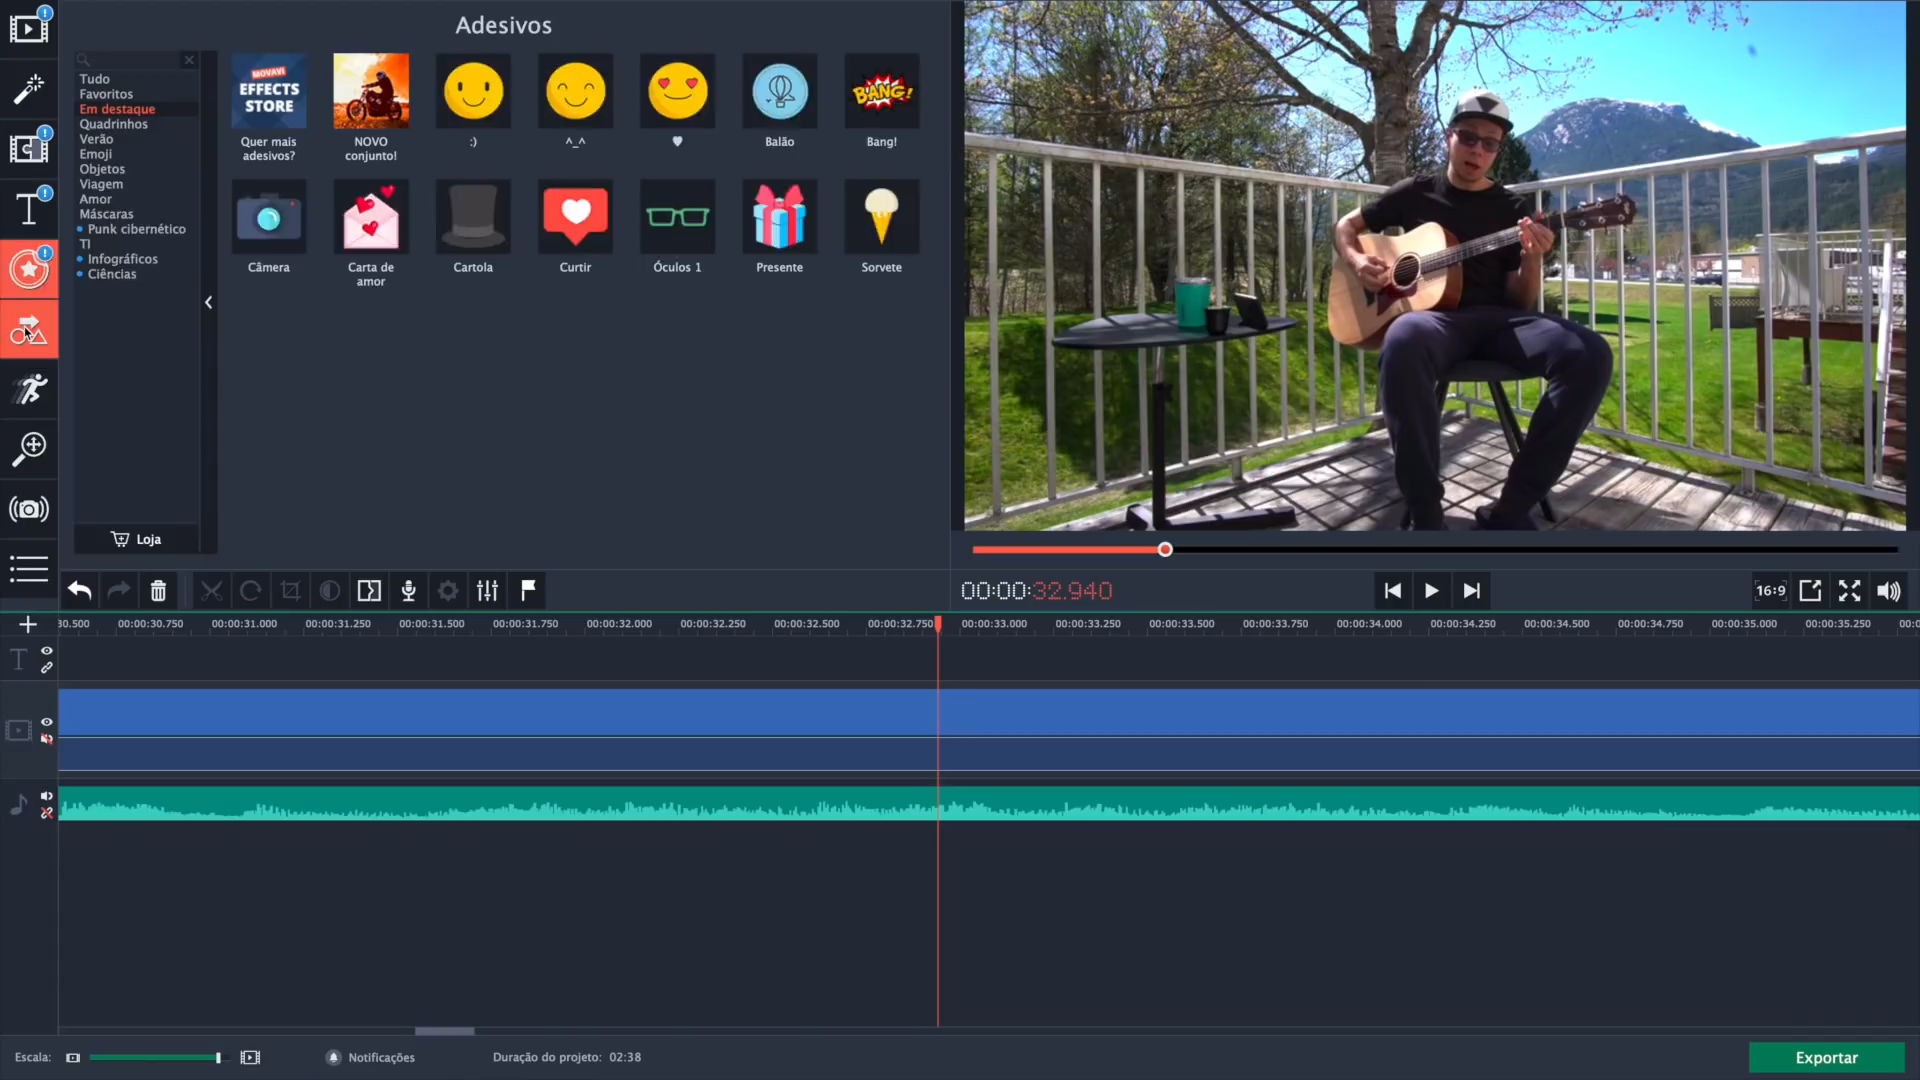 Adesivos
Tudo
Favoritos
Em destaque
Quadrinhos
Verão
Emoji
Objetos
Viagem
Amor
Máscaras
Punk cibernético
TI
Infográficos
Ciências
Loja
MOVAVI
EFFECTS
STORE
Quer mais
adesivos?
NOVO
conjunto!
:)
^_^
♥
Balão
BANG!
Bang!
Câmera
Carta de
amor
Cartola
Curtir
Óculos 1
Presente
Sorvete
00:00:32.940
16:9
30.500
00:00:30.750
00:00:31.000
00:00:31.250
00:00:31.500
00:00:31.750
00:00:32.000
00:00:32.250
00:00:32.500
00:00:32.750
00:00:33.000
00:00:33.250
00:00:33.500
00:00:33.750
00:00:34.000
00:00:34.250
00:00:34.500
00:00:34.750
00:00:35.000
00:00:35.250
Escala:
Notificações
Duração do projeto: 02:38
Exportar